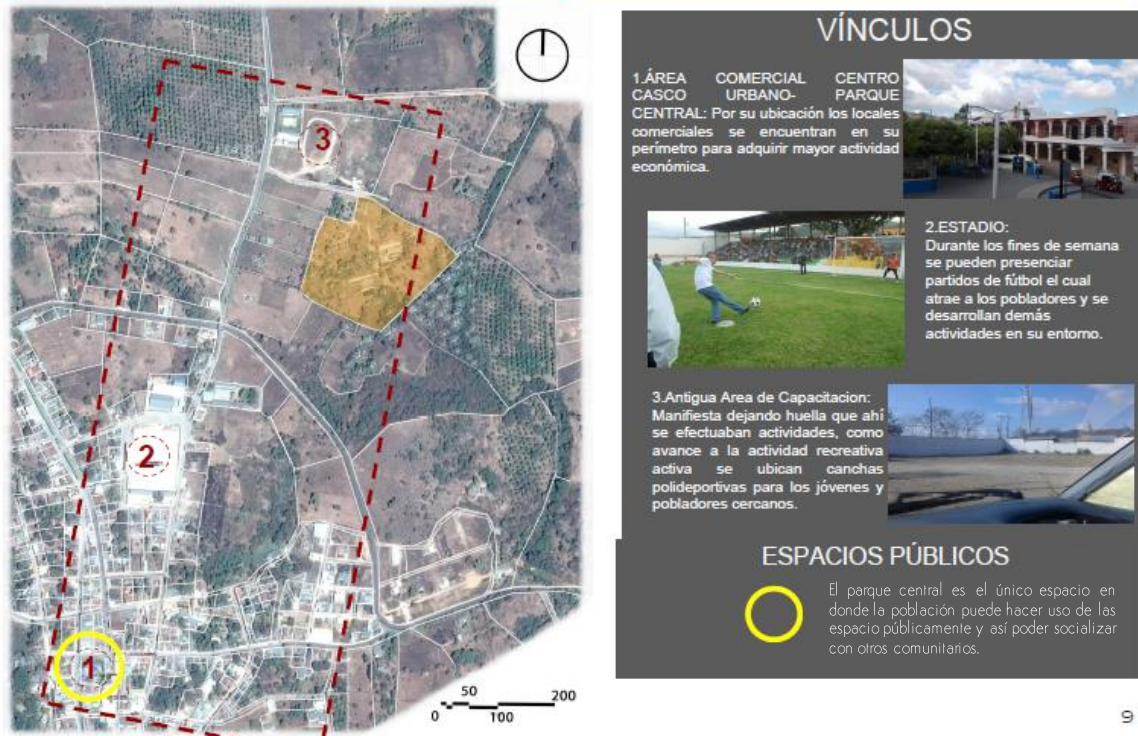 3
2
1
50
200
0
100
VÍNCULOS
1.ÁREA COMERCIAL CENTRO
CASCO URBANO- PARQUE
CENTRAL: Por su ubicación los locales
comerciales se encuentran en su
perímetro para adquirir mayor actividad
económica.
2.ESTADIO:
Durante los fines de semana
se pueden presenciar
partidos de fútbol el cual
atrae a los pobladores y se
desarrollan demás
actividades en su entorno.
3.Antigua Area de Capacitacion:
Manifiesta dejando huella que ahí
se efectuaban actividades, como
avance a la actividad recreativa
activa se ubican canchas
polideportivas para los jóvenes y
pobladores cercanos.
ESPACIOS PÚBLICOS
El parque central es el único espacio en
donde la población puede hacer uso de las
espacio públicamente y así poder socializar
con otros comunitarios.
9